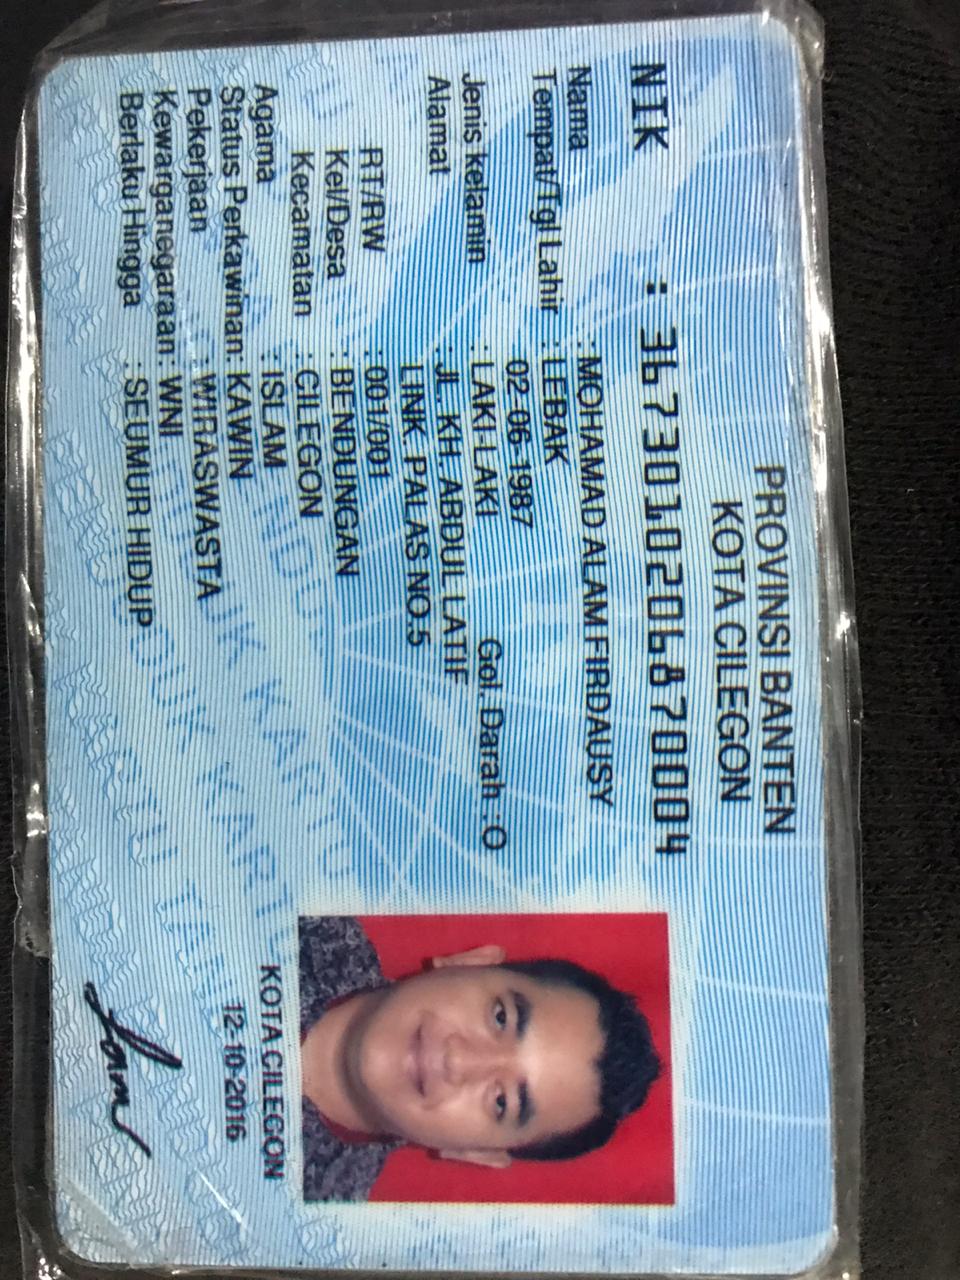 PROVINSI BANTEN
KOTA CILEGON
NIK : 3673010206870004
Nama : MOHAMAD ALAM FIRDAUSY
Tempat/Tgl Lahir : LEBAK
02-06-1987
Jenis kelamin : LAKI-LAKI Gol. Darah : O
Alamat : JL. KH. ABDUL LATIF
LINK. PALAS NO.5
RT/RW : 001/001
Kel/Desa : BENDUNGAN
Kecamatan : CILEGON
Agama : ISLAM
Status Perkawinan: KAWIN
Pekerjaan : WIRASWASTA
Kewarganegaraan: WNI
Berlaku Hingga : SEUMUR HIDUP
KOTA CILEGON
12-10-2016